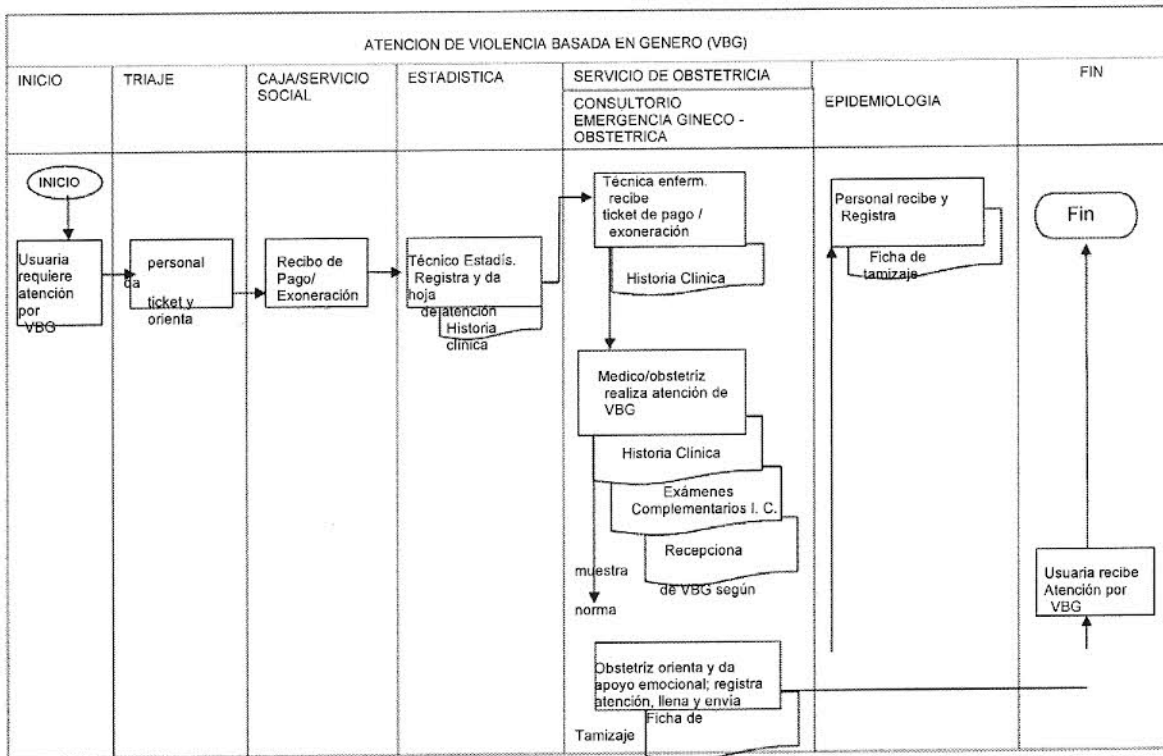 ATENCION DE VIOLENCIA BASADA EN GENERO (VBG)
INICIO
TRIAJE
CAJA/SERVICIO
SOCIAL
ESTADISTICA
SERVICIO DE OBSTETRICIA
CONSULTORIO
EMERGENCIA GINECO -
OBSTETRICA
EPIDEMIOLOGIA
FIN
INICIO
Usuaria
requiere
atención
por
VBG
personal
da
ticket y
orienta
Recibo de
Pago/
Exoneración
Técnico Estadís.
Registra y da
hoja
de atención
Historia
clínica
Técnica enferm.
recibe
ticket de pago /
exoneración
Historia Clinica
Medico/obstetriz
realiza atención de
VBG
Historia Clínica
Exámenes
Complementarios I. C.
Recepciona
muestra
de VBG según
norma
Obstetriz orienta y da
apoyo emocional; registra
atención, llena y envía
Ficha de
Tamizaje
Personal recibe y
Registra
Ficha de
tamizaje
Fin
Usuaria recibe
Atención por
VBG